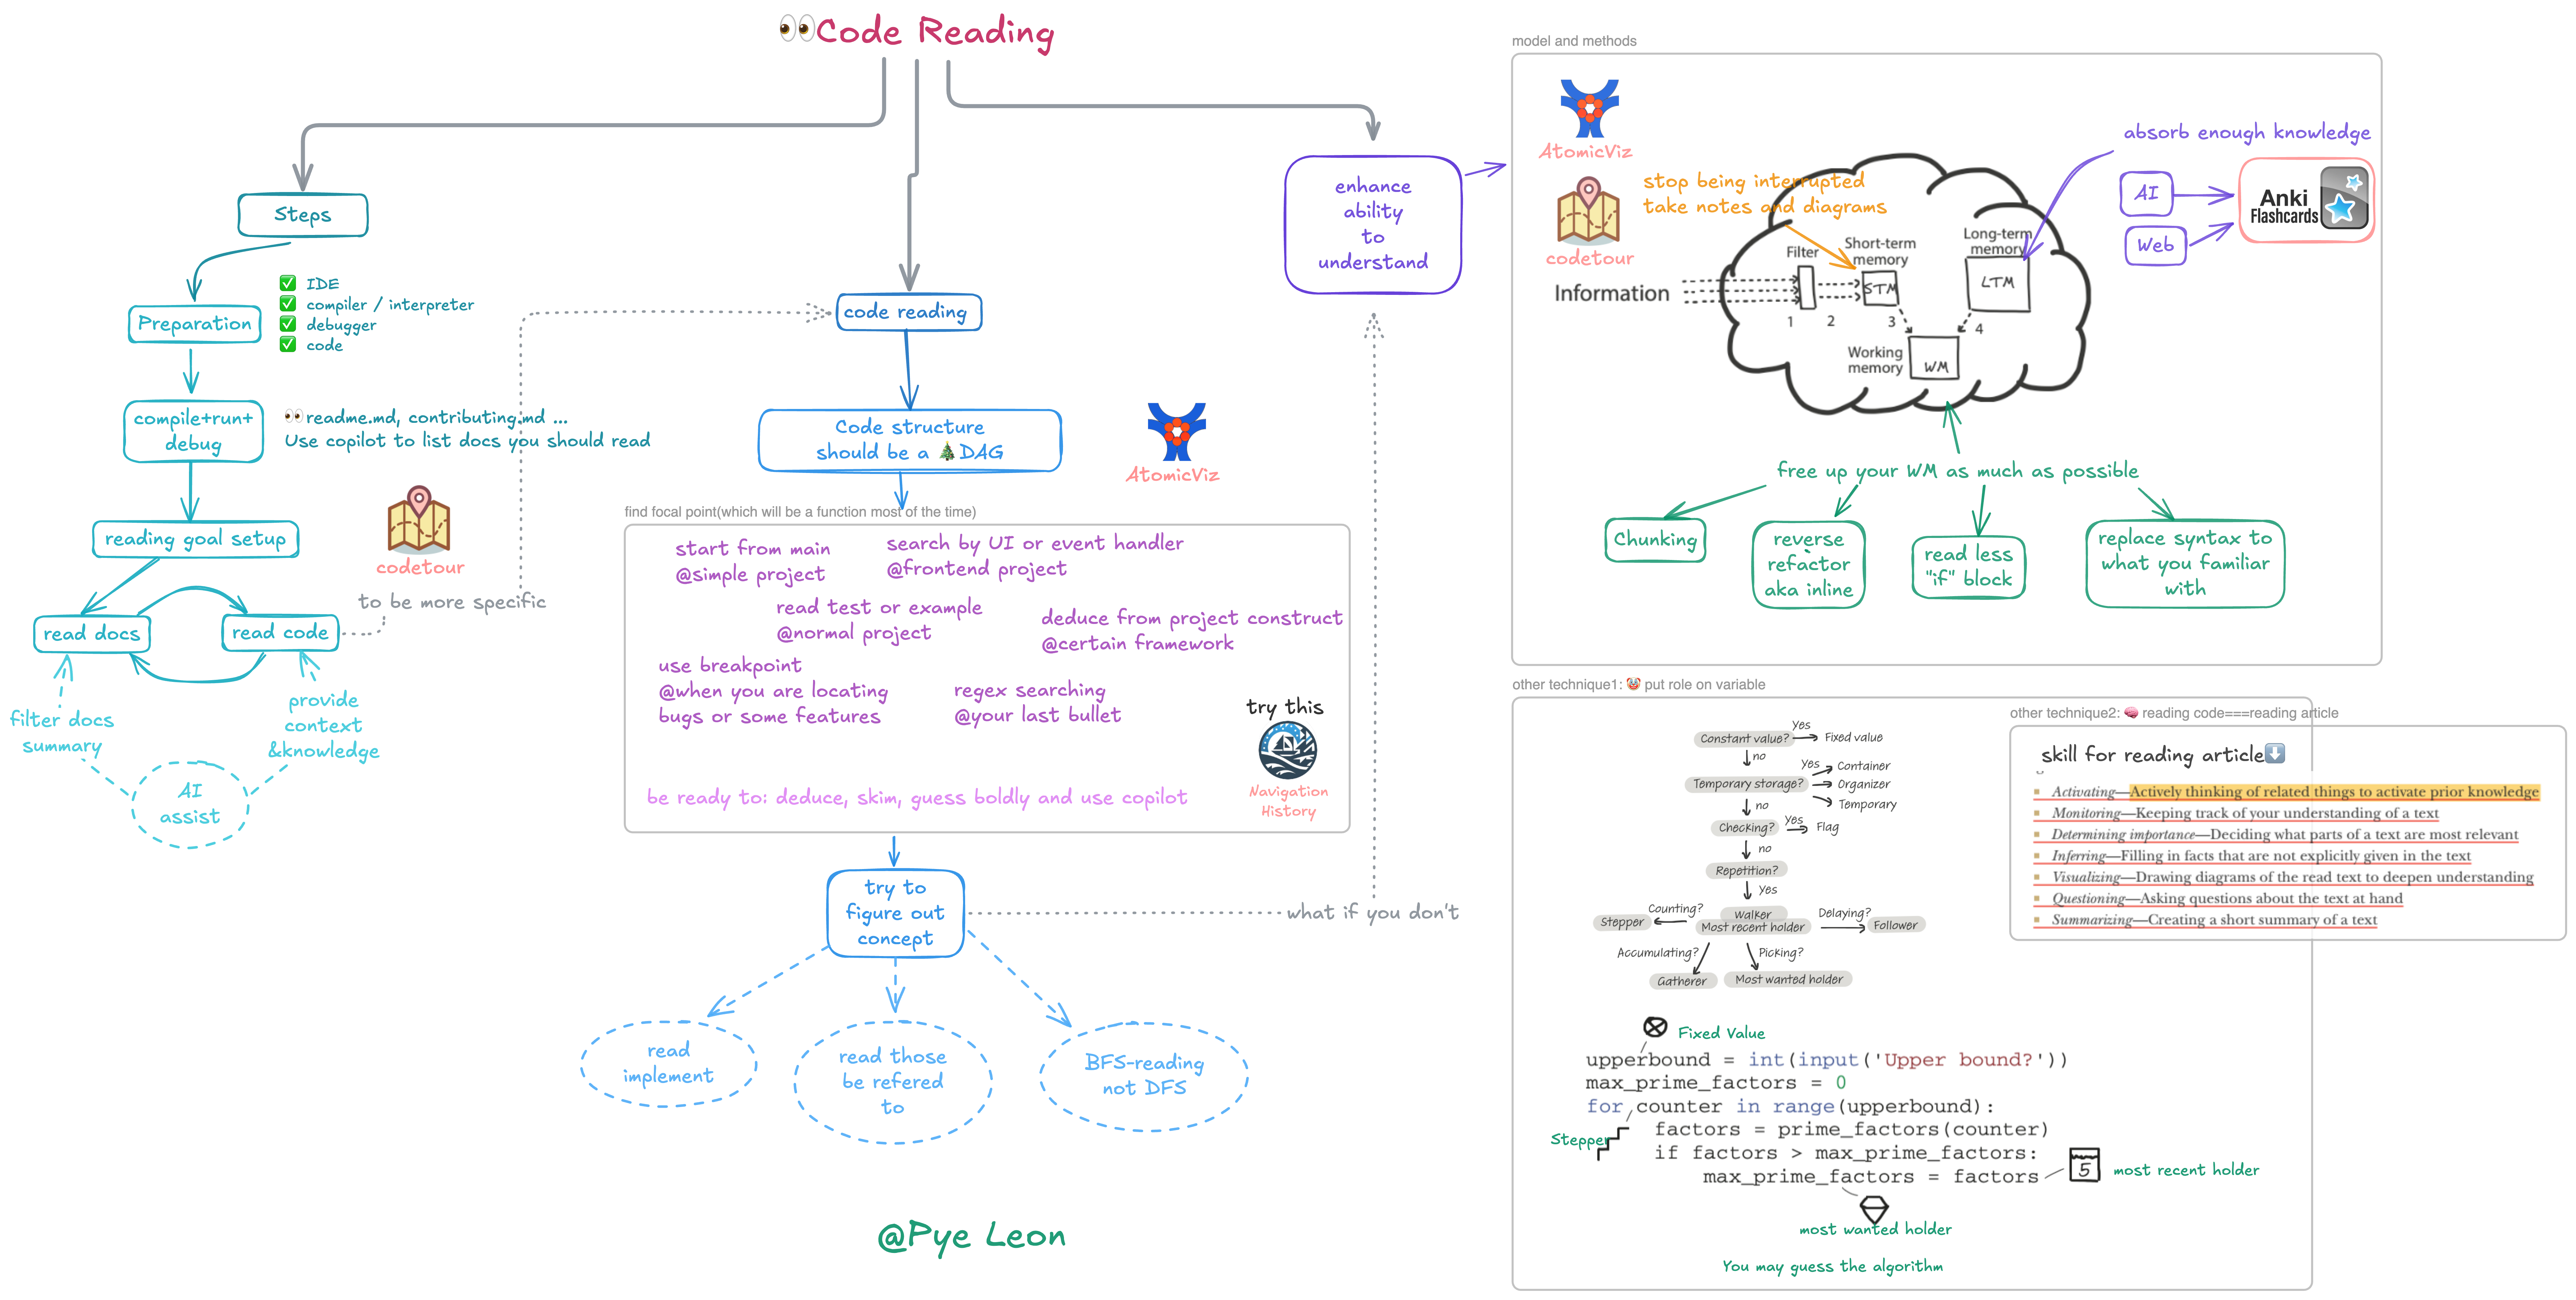 👀Code Reading
Steps
Preparation
✅ IDE
✅ compiler / interpreter
✅ debugger
✅ code
compile+run+
debug
👀readme.md, contributing.md ...
Use copilot to list docs you should read
reading goal setup
codetour
to be more specific
read docs
read code
filter docs
summary
provide
context
&knowledge
AI
assist
code reading
Code structure
should be a 🎄DAG
AtomicViz
find focal point(which will be a function most of the time)
start from main
@simple project
search by UI or event handler
@frontend project
read test or example
@normal project
deduce from project construct
@certain framework
use breakpoint
@when you are locating
bugs or some features
regex searching
@your last bullet
try this
Navigation
History
be ready to: deduce, skim, guess boldly and use copilot
try to
figure out
concept
what if you don't
read
implement
read those
be refered
to
BFS-reading
not DFS
@Pye Leon
enhance
ability
to
understand
model and methods
AtomicViz
codetour
stop being interrupted
take notes and diagrams
absorb enough knowledge
AI
Web
Anki
Flashcards
Information
Filter
Short-term
memory
STM
Long-term
memory
LTM
1
2
3
4
Working
memory
WM
free up your WM as much as possible
Chunking
reverse
refactor
aka inline
read less
"if" block
replace syntax to
what you familiar
with
other technique1: 🤡 put role on variable
Constant value?
Yes
Fixed value
no
Temporary storage?
Yes
Container
Organizer
Temporary
no
Checking?
Yes
Flag
no
Repetition?
Yes
Walker
Most recent holder
Counting?
Stepper
Delaying?
Follower
Accumulating?
Gatherer
Picking?
Most wanted holder
Fixed Value
upperbound = int(input('Upper bound?'))
max_prime_factors = 0
for counter in range(upperbound):
Stepper
factors = prime_factors(counter)
if factors > max_prime_factors:
max_prime_factors = factors
5
most recent holder
most wanted holder
You may guess the algorithm
other technique2: 🧠 reading code===reading article
skill for reading article⬇️
Activating—Actively thinking of related things to activate prior knowledge
Monitoring—Keeping track of your understanding of a text
Determining importance—Deciding what parts of a text are most relevant
Inferring—Filling in facts that are not explicitly given in the text
Visualizing—Drawing diagrams of the read text to deepen understanding
Questioning—Asking questions about the text at hand
Summarizing—Creating a short summary of a text